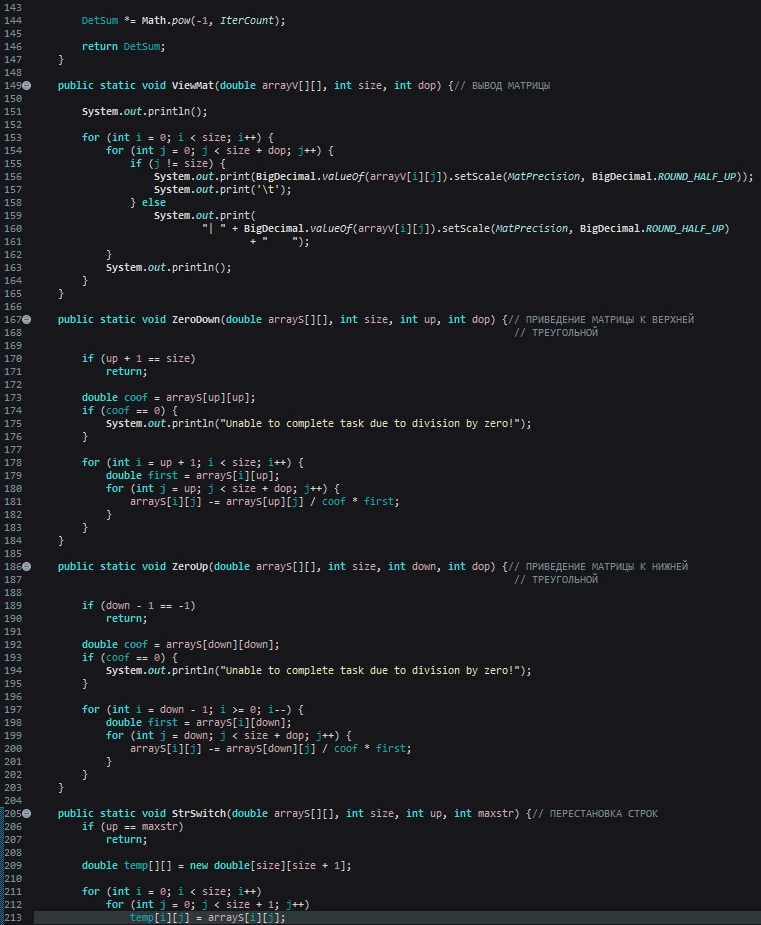 143
144 DetSum *= Math.pow(-1, IterCount);
145
146 return DetSum;
147 }
148
149 public static void ViewMat(double arrayV[][], int size, int dop) {// ВЫВОД МАТРИЦЫ
150
151 System.out.println();
152
153 for (int i = 0; i < size; i++) {
154 for (int j = 0; j < size + dop; j++) {
155 if (j != size) {
156 System.out.print(BigDecimal.valueOf(arrayV[i][j]).setScale(MatPrecision, BigDecimal.ROUND_HALF_UP));
157 System.out.print('\t');
158 } else
159 System.out.print(
160 "| " + BigDecimal.valueOf(arrayV[i][j]).setScale(MatPrecision, BigDecimal.ROUND_HALF_UP)
161 + "    ");
162 }
163 System.out.println();
164 }
165 }
166
167 public static void ZeroDown(double arrayS[][], int size, int up, int dop) {// ПРИВЕДЕНИЕ МАТРИЦЫ К ВЕРХНЕЙ
168 // ТРЕУГОЛЬНОЙ
169
170 if (up + 1 == size)
171 return;
172
173 double coof = arrayS[up][up];
174 if (coof == 0) {
175 System.out.println("Unable to complete task due to division by zero!");
176 }
177
178 for (int i = up + 1; i < size; i++) {
179 double first = arrayS[i][up];
180 for (int j = up; j < size + dop; j++) {
181 arrayS[i][j] -= arrayS[up][j] / coof * first;
182 }
183 }
184 }
185
186 public static void ZeroUp(double arrayS[][], int size, int down, int dop) {// ПРИВЕДЕНИЕ МАТРИЦЫ К НИЖНЕЙ
187 // ТРЕУГОЛЬНОЙ
188
189 if (down - 1 == -1)
190 return;
191
192 double coof = arrayS[down][down];
193 if (coof == 0) {
194 System.out.println("Unable to complete task due to division by zero!");
195 }
196
197 for (int i = down - 1; i >= 0; i--) {
198 double first = arrayS[i][down];
199 for (int j = down; j < size + dop; j++) {
200 arrayS[i][j] -= arrayS[down][j] / coof * first;
201 }
202 }
203 }
204
205 public static void StrSwitch(double arrayS[][], int size, int up, int maxstr) {// ПЕРЕСТАНОВКА СТРОК
206 if (up == maxstr)
207 return;
208
209 double temp[][] = new double[size][size + 1];
210
211 for (int i = 0; i < size; i++)
212 for (int j = 0; j < size + 1; j++)
213 temp[i][j] = arrayS[i][j];